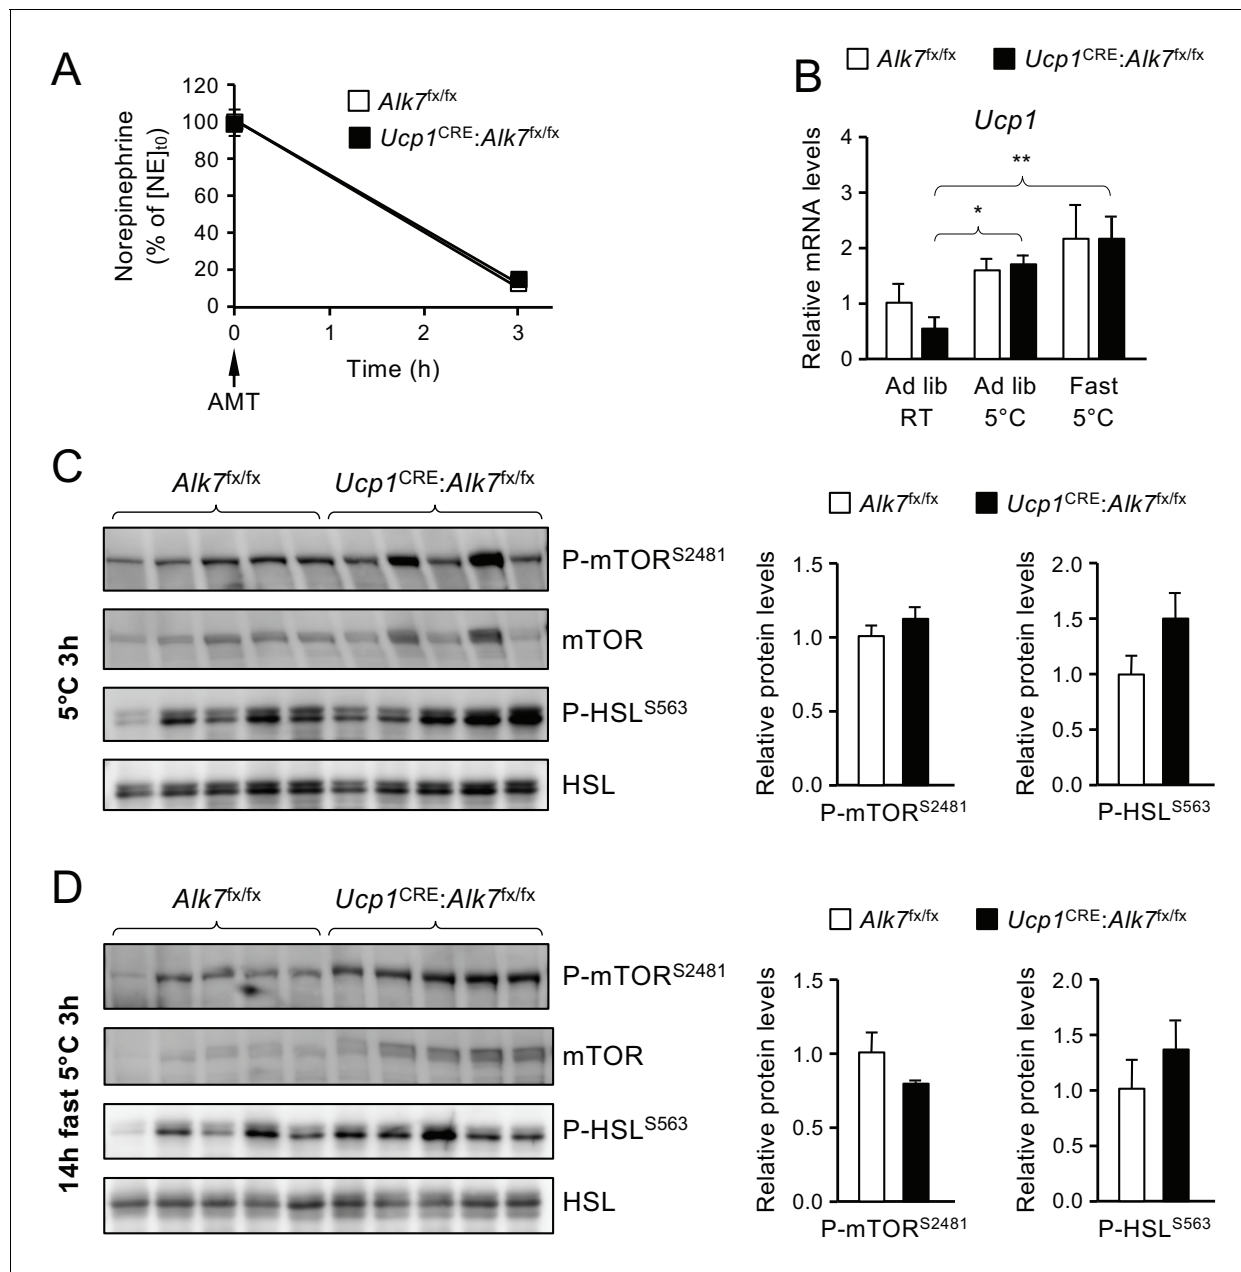 A
Norepinephrine
(% of [NE]t0)
120
100
80
60
40
20
0
0 1 2 3
Time (h)
AMT
Alk7fx/fx
Ucp1CRE:Alk7fx/fx
B
Alk7fx/fx Ucp1CRE:Alk7fx/fx
Ucp1
Relative mRNA levels
4
3
2
1
0
**
*
Ad lib Ad lib Fast
RT 5°C 5°C
C
5°C 3h
Alk7fx/fx Ucp1CRE:Alk7fx/fx
P-mTORS2481
mTOR
P-HSLS563
HSL
Alk7fx/fx Ucp1CRE:Alk7fx/fx
Relative protein levels
1.5
1.0
0.5
0.0
P-mTORS2481
Relative protein levels
2.0
1.5
1.0
0.5
0.0
P-HSLS563
D
14h fast 5°C 3h
Alk7fx/fx Ucp1CRE:Alk7fx/fx
P-mTORS2481
mTOR
P-HSLS563
HSL
Alk7fx/fx Ucp1CRE:Alk7fx/fx
Relative protein levels
1.5
1.0
0.5
0.0
P-mTORS2481
Relative protein levels
2.0
1.5
1.0
0.5
0.0
P-HSLS563